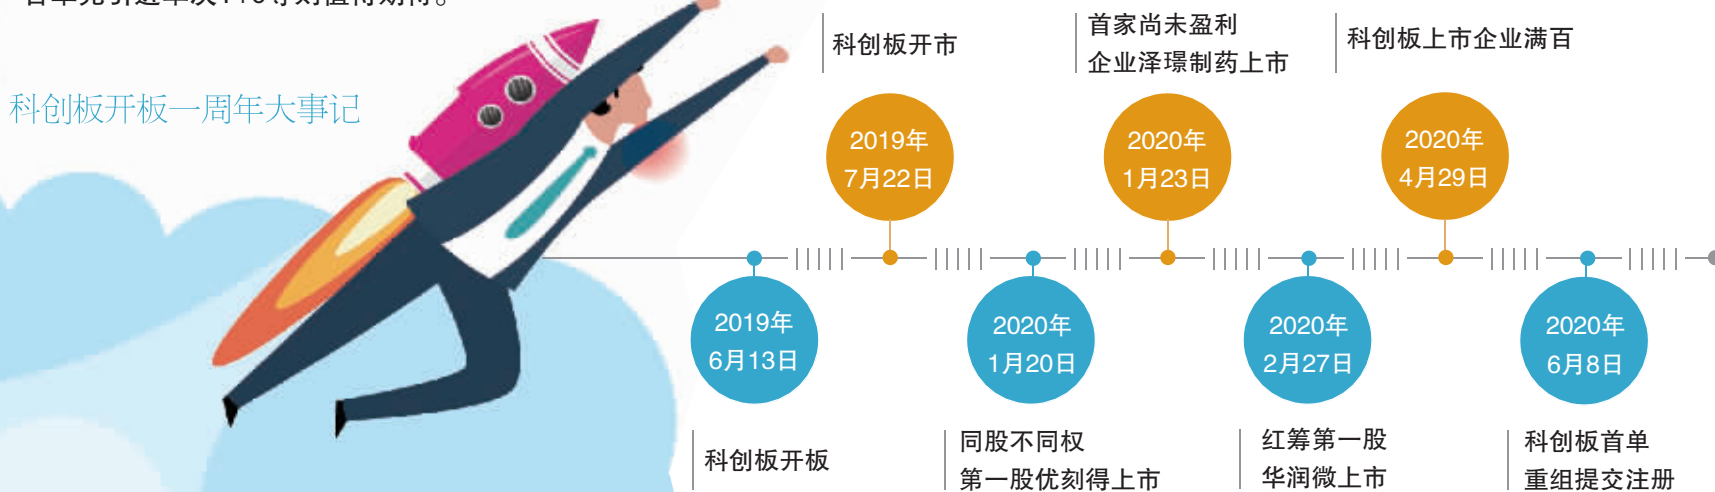 科创板开板一周年大事记
科创板开市
2019年
7月22日
首家尚未盈利
企业泽璟制药上市
2020年
1月23日
科创板上市企业满百
2020年
4月29日
2019年
6月13日
科创板开板
2020年
1月20日
同股不同权
第一股优刻得上市
2020年
2月27日
红筹第一股
华润微上市
2020年
6月8日
科创板首单
重组提交注册